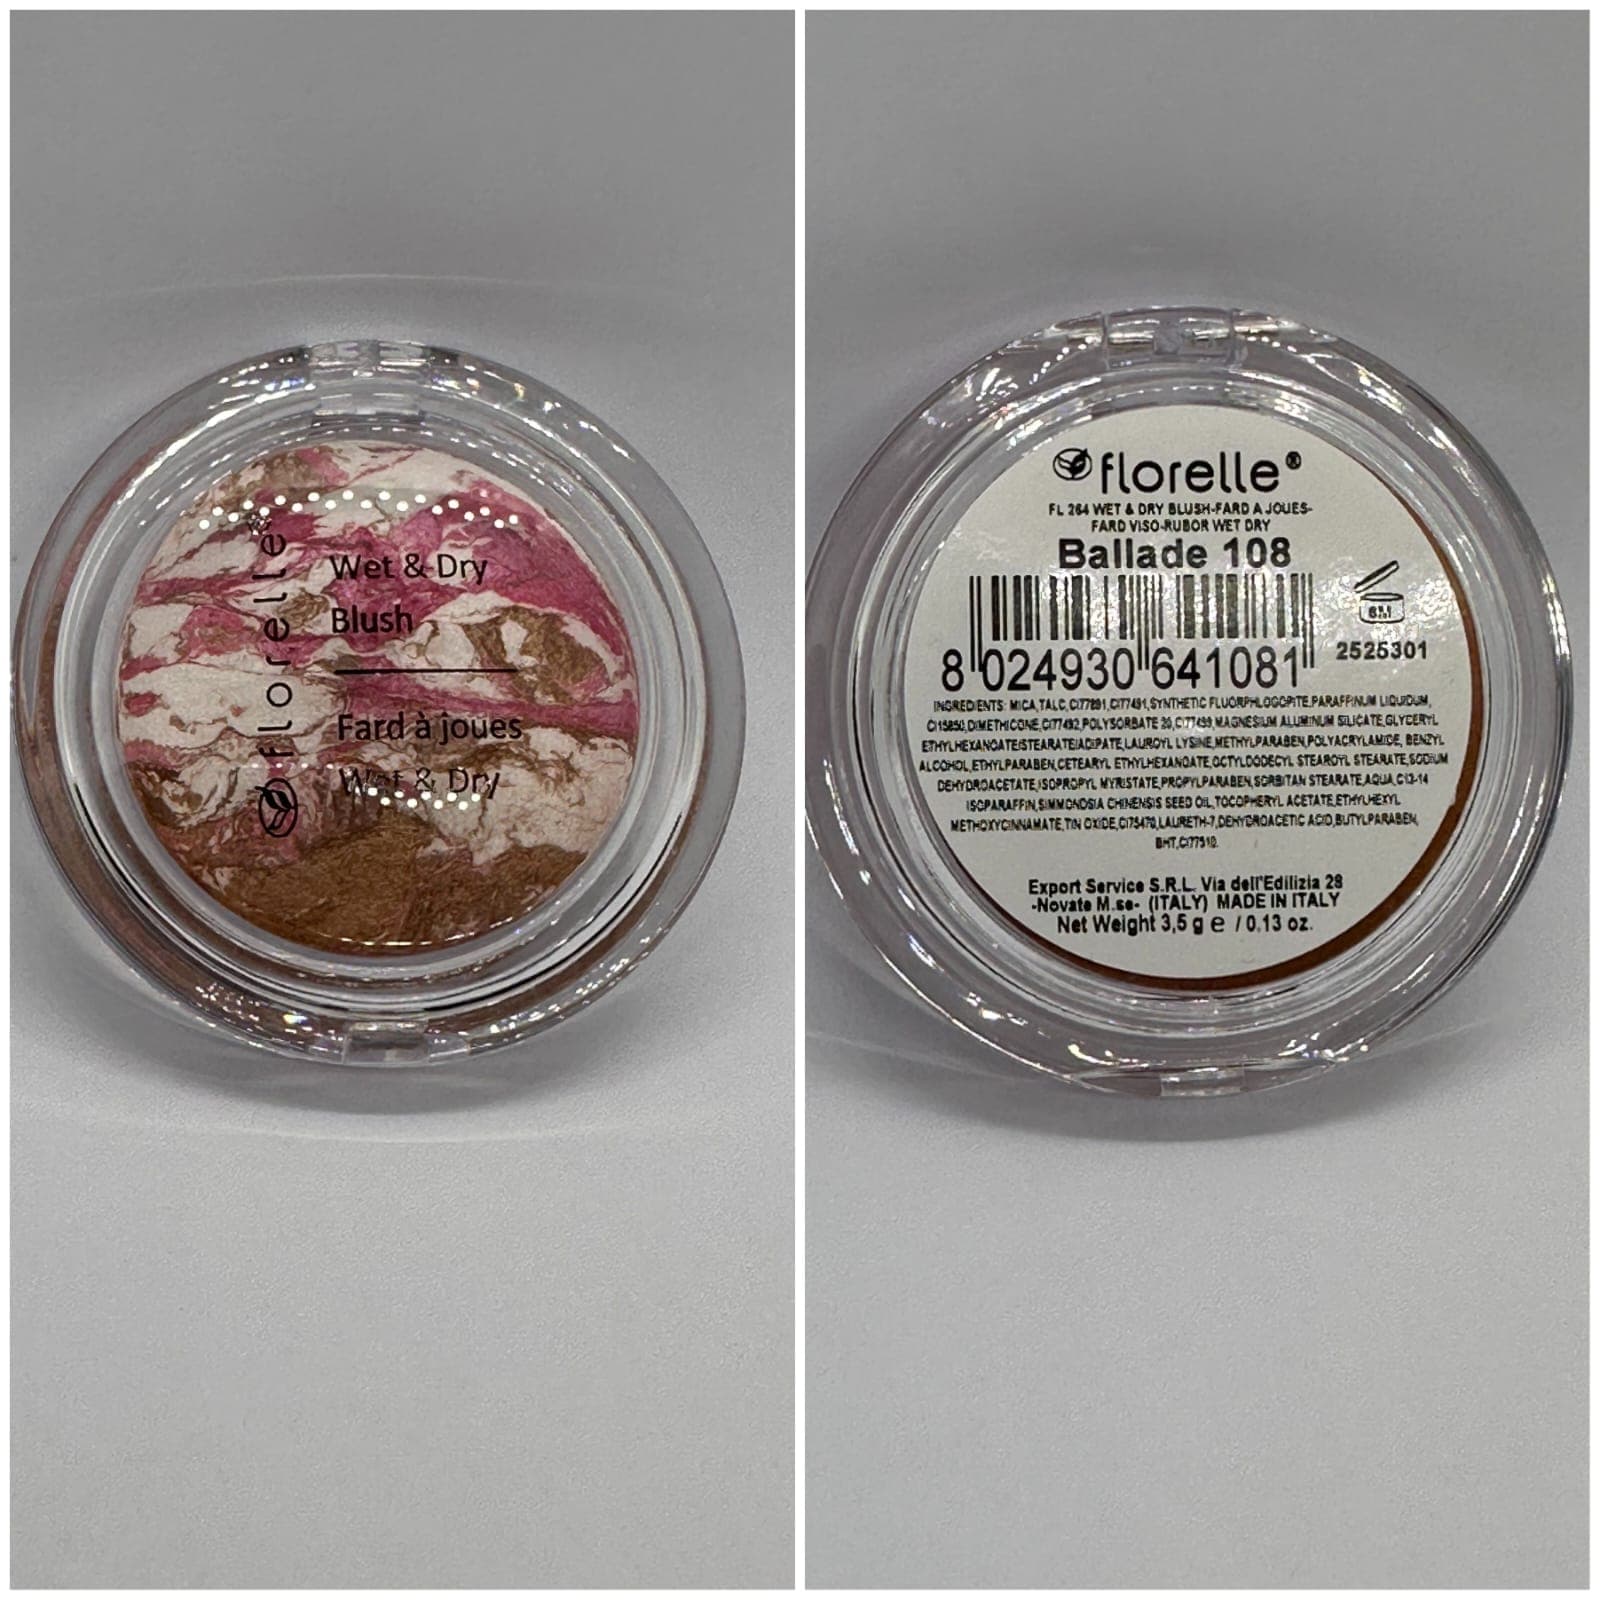 florelle®
Wet & Dry
Blush
Fard à joues
Wet & Dry
florelle®
FL 264 WET & DRY BLUSH-FARD A JOUES-
FARD VISO-RUBOR WET DRY
Ballade 108
6M
8 024930 641081
2525301
INGREDIENTS: MICA,TALC,CI77891,CI77491,SYNTHETIC FLUORPHLOGOPITE,PARAFFINUM LIQUIDUM,
CI15850,DIMETHICONE,CI77492,POLYSORBATE 20,CI77499,MAGNESIUM ALUMINUM SILICATE,GLYCERYL
ETHYLHEXANOATE/STEARATE/ADIPATE,LAUROYL LYSINE,METHYLPARABEN,POLYACRYLAMIDE, BENZYL
ALCOHOL,ETHYLPARABEN,CETEARYL ETHYLHEXANOATE,OCTYLDODECYL STEAROYL STEARATE,SODIUM
DEHYDROACETATE,ISOPROPYL MYRISTATE,PROPYLPARABEN,SORBITAN STEARATE,AQUA,C13-14
ISOPARAFFIN,SIMMONDSIA CHINENSIS SEED OIL,TOCOPHERYL ACETATE,ETHYLHEXYL
METHOXYCINNAMATE,TIN OXIDE,CI75470,LAURETH-7,DEHYDROACETIC ACID,BUTYLPARABEN,
BHT,CI77510.
Export Service S.R.L. Via dell'Edilizia 28
-Novate M.se- (ITALY) MADE IN ITALY
Net Weight 3,5 g e / 0.13 oz.